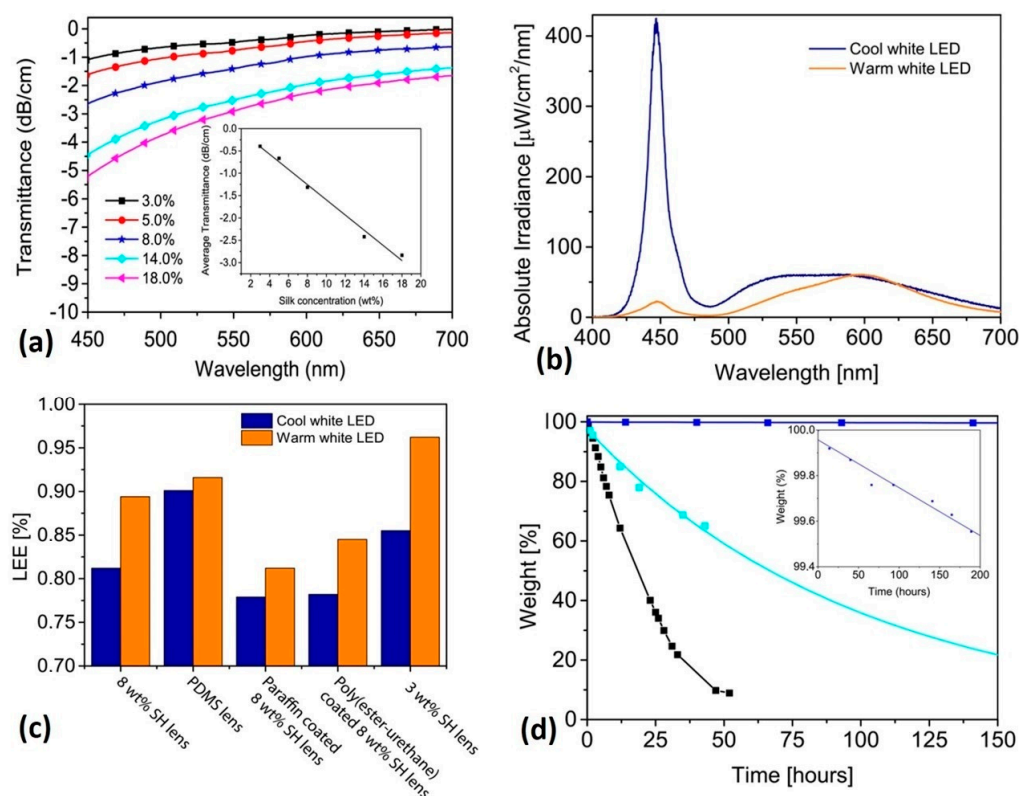 0
-1
-2
-3
-4
-5
-6
-7
-8
-9
-10
Transmittance (dB/cm)
450 500 550 600 650 700
Wavelength (nm)
3.0%
5.0%
8.0%
14.0%
18.0%
0.0
-0.5
-1.0
-1.5
-2.0
-2.5
-3.0
Average Transmittance (dB/cm)
2 4 6 8 10 12 14 16 18 20
Silk concentration (wt%)
(a)
400
300
200
100
50
0
Absolute Irradiance [μW/cm²/nm]
Cool white LED
Warm white LED
400 450 500 550 600 650 700
Wavelength [nm]
(b)
1.00
0.95
0.90
0.85
0.80
0.75
0.70
LEE [%]
Cool white LED
Warm white LED
8 wt% SH lens
PDMS lens
Paraffin coated
8 wt% SH lens
Poly(ester-urethane)
coated 8 wt% SH lens
3 wt% SH lens
(c)
100
80
60
40
20
0
Weight [%]
100.0
99.8
99.6
99.4
Weight (%)
0 50 100 150 200
Time (hours)
0 25 50 75 100 125 150
Time [hours]
(d)